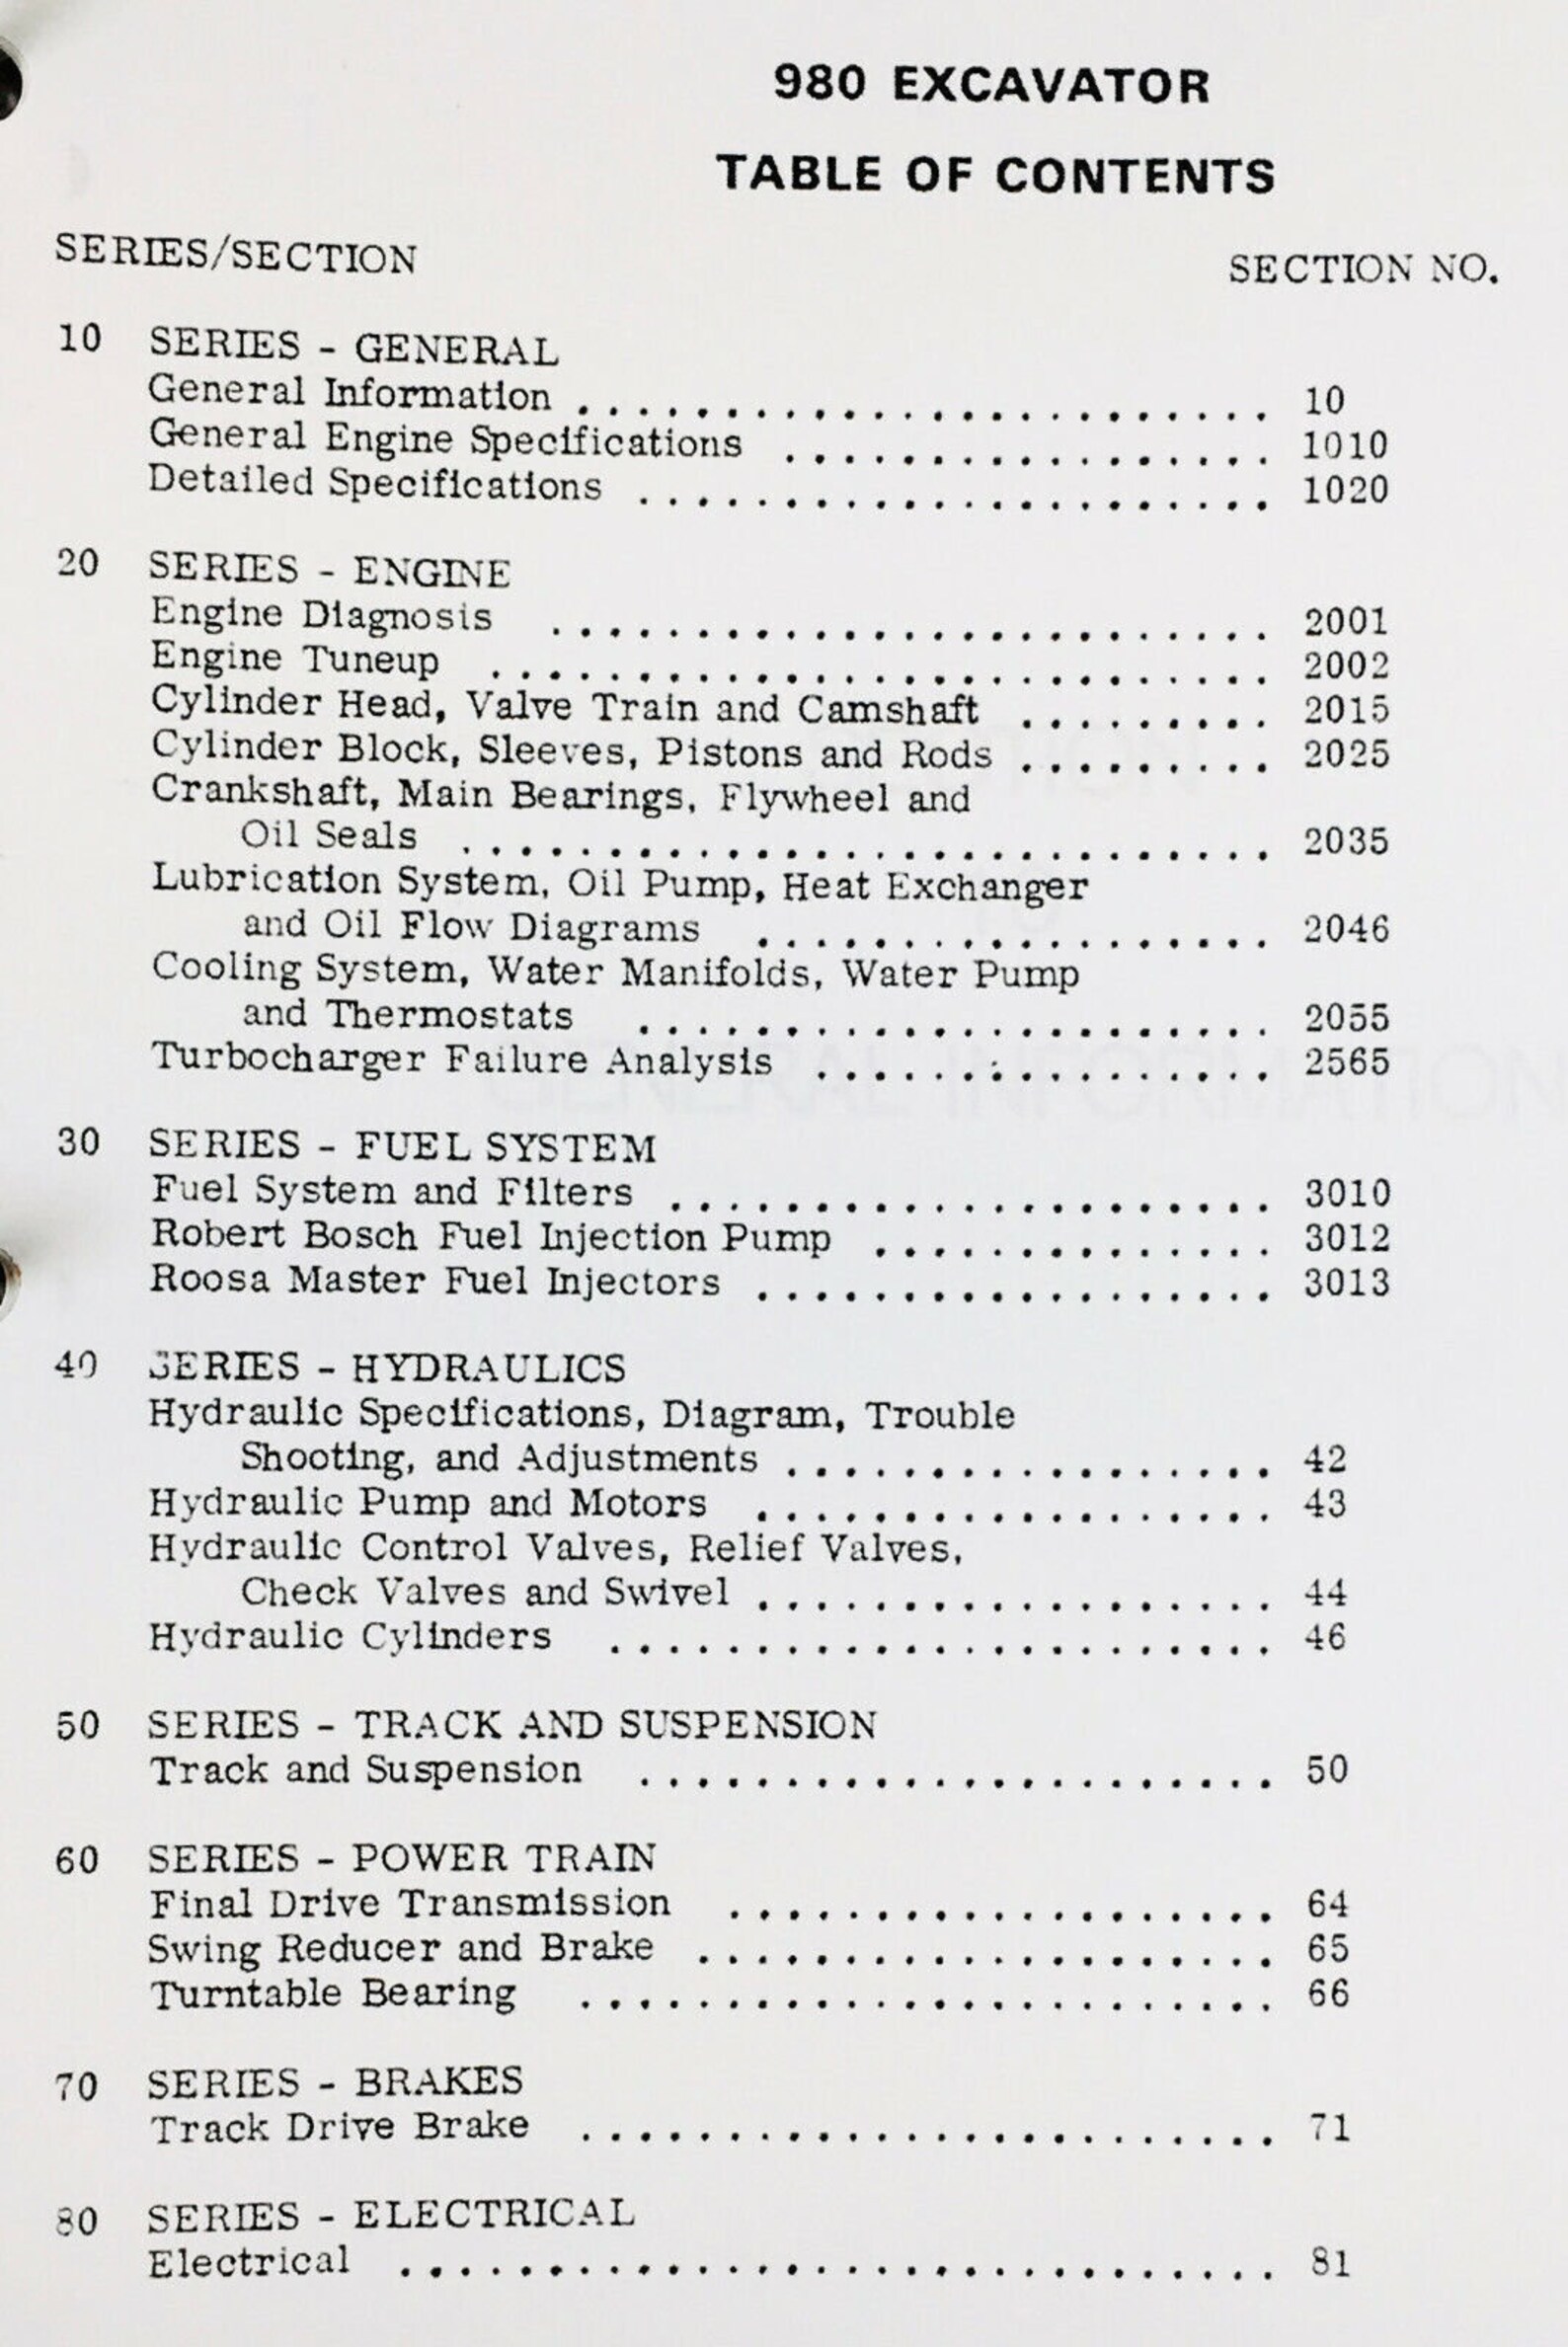 980 EXCAVATOR
TABLE OF CONTENTS
SERIES/SECTION SECTION NO.
10 SERIES - GENERAL
General Information . . . . . . . . . . . . . . . . . . . . . . . . 10
General Engine Specifications . . . . . . . . . . . . . . . . . 1010
Detailed Specifications . . . . . . . . . . . . . . . . . . . . . . 1020
20 SERIES - ENGINE
Engine Diagnosis . . . . . . . . . . . . . . . . . . . . . . . . . 2001
Engine Tuneup . . . . . . . . . . . . . . . . . . . . . . . . . . . 2002
Cylinder Head, Valve Train and Camshaft . . . . . . . . . 2015
Cylinder Block, Sleeves, Pistons and Rods . . . . . . . . . 2025
Crankshaft, Main Bearings, Flywheel and
Oil Seals . . . . . . . . . . . . . . . . . . . . . . . . . . . . 2035
Lubrication System, Oil Pump, Heat Exchanger
and Oil Flow Diagrams . . . . . . . . . . . . . . . . . . 2046
Cooling System, Water Manifolds, Water Pump
and Thermostats . . . . . . . . . . . . . . . . . . . . . . 2055
Turbocharger Failure Analysis . . . . . . . . . . . . . . . . 2565
30 SERIES - FUEL SYSTEM
Fuel System and Filters . . . . . . . . . . . . . . . . . . . . . 3010
Robert Bosch Fuel Injection Pump . . . . . . . . . . . . . . 3012
Roosa Master Fuel Injectors . . . . . . . . . . . . . . . . . . 3013
40 SERIES - HYDRAULICS
Hydraulic Specifications, Diagram, Trouble
Shooting, and Adjustments . . . . . . . . . . . . . . . . . 42
Hydraulic Pump and Motors . . . . . . . . . . . . . . . . . . 43
Hydraulic Control Valves, Relief Valves,
Check Valves and Swivel . . . . . . . . . . . . . . . . . . 44
Hydraulic Cylinders . . . . . . . . . . . . . . . . . . . . . . . 46
50 SERIES - TRACK AND SUSPENSION
Track and Suspension . . . . . . . . . . . . . . . . . . . . . . 50
60 SERIES - POWER TRAIN
Final Drive Transmission . . . . . . . . . . . . . . . . . . . 64
Swing Reducer and Brake . . . . . . . . . . . . . . . . . . . . 65
Turntable Bearing . . . . . . . . . . . . . . . . . . . . . . . . 66
70 SERIES - BRAKES
Track Drive Brake . . . . . . . . . . . . . . . . . . . . . . . . 71
80 SERIES - ELECTRICAL
Electrical . . . . . . . . . . . . . . . . . . . . . . . . . . . . . . 81
GENERAL INFORMATION